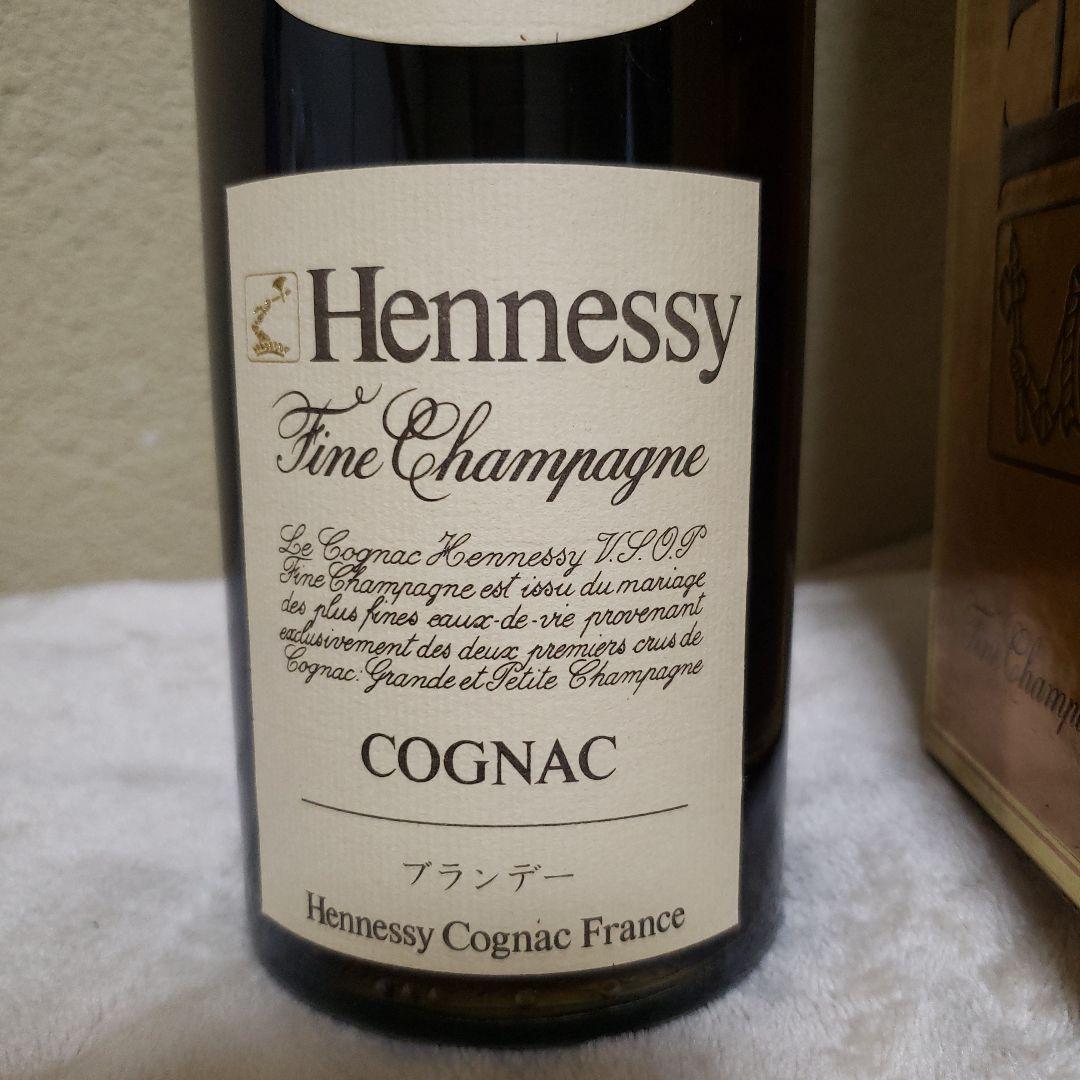 Hennessy
Fine Champagne
Le Cognac Hennessy V.S.O.P
Fine Champagne est issu du mariage
des plus fines eaux-de-vie provenant
exclusivement des deux premiers crus de
Cognac: Grande et Petite Champagne
COGNAC
ブランデー
Hennessy Cognac France
Fine Champ